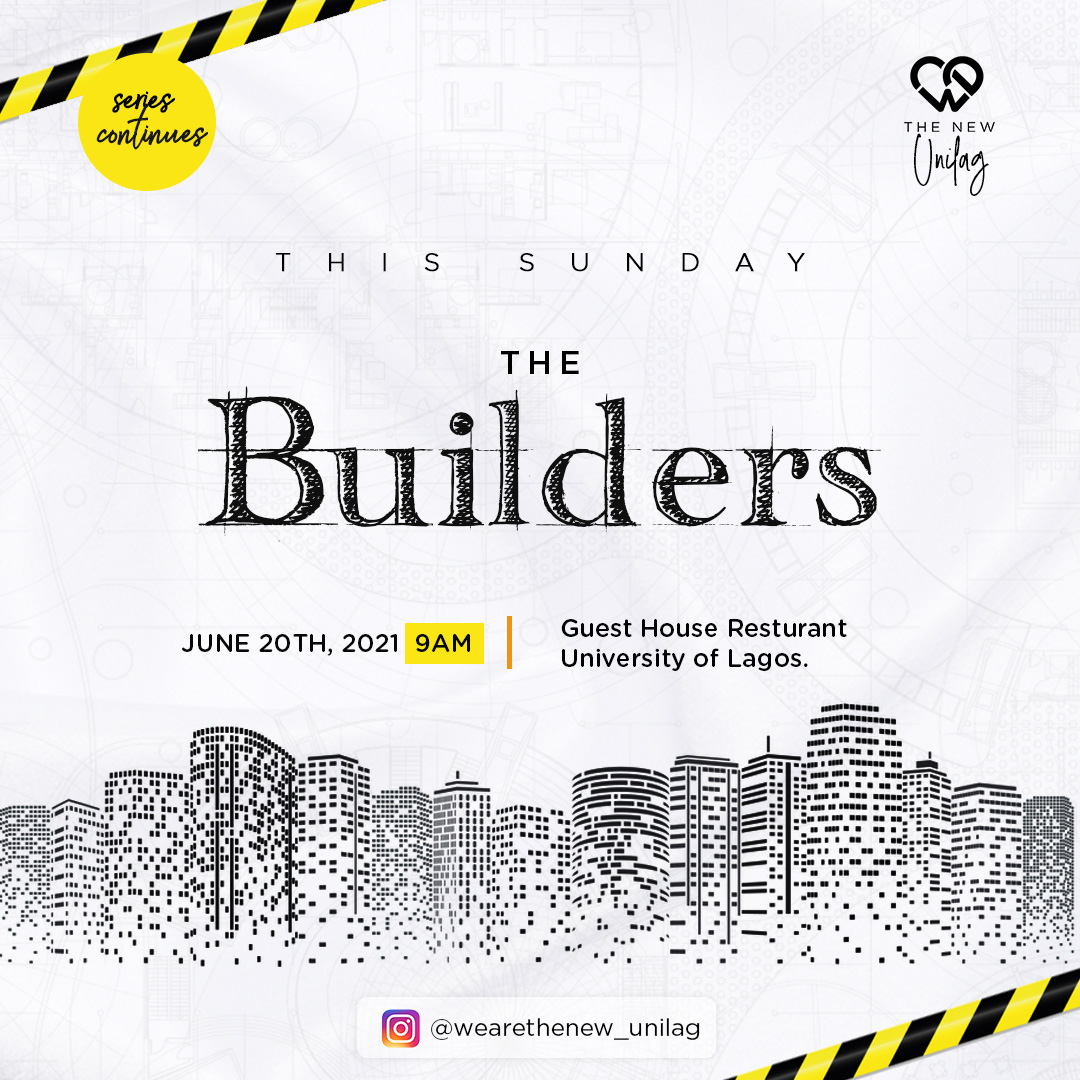 series
continues
THE NEW
Unilag
THIS SUNDAY
THE
Builders
JUNE 20TH, 2021 9AM
Guest House Resturant
University of Lagos.
@wearethenew_unilag